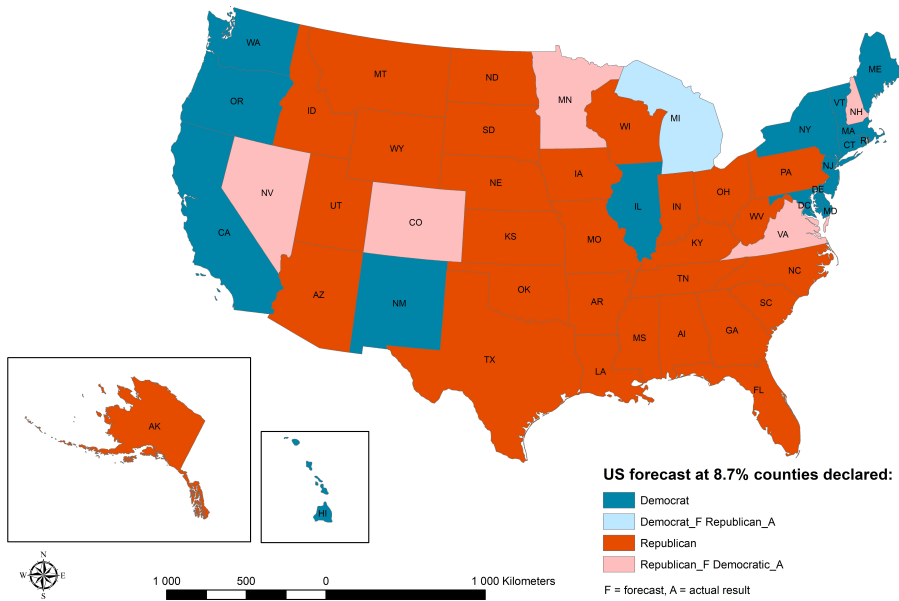 WA
ME
MT
ND
VT
MN
NH
OR
MI
ID
WI
SD
NY
MA
CT
RI
WY
PA
NJ
IA
NE
OH
DE
NV
IL
IN
DC
MD
UT
CO
WV
CA
VA
KS
MO
KY
NC
TN
AZ
OK
NM
AR
SC
GA
MS
Al
TX
LA
FL
AK
HI
US forecast at 8.7% counties declared:
Democrat
Democrat_F Republican_A
Republican
Republican_F Democratic_A
F = forecast, A = actual result
N
W E
S
1 000 500 0 1 000 Kilometers